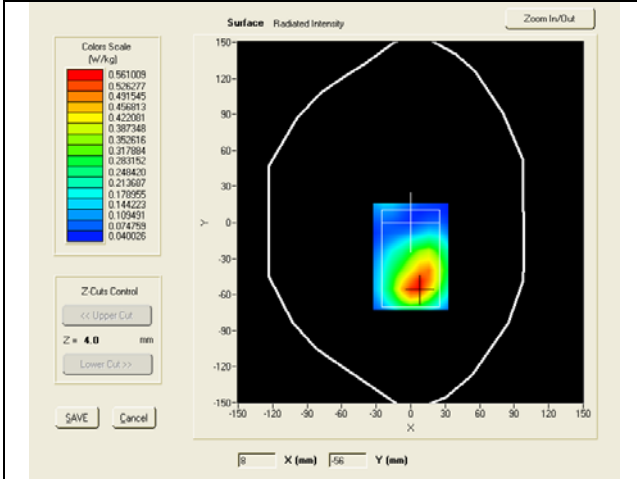 Surface Radiated Intensity
Zoom In/Out
Colors Scale
(W/kg)
0.561009
0.526277
0.491545
0.456813
0.422081
0.387348
0.352616
0.317884
0.283152
0.248420
0.213687
0.178955
0.144223
0.109491
0.074759
0.040026
Z-Cuts Control
<< Upper Cut
Z = 4.0 mm
Lower Cut >>
SAVE Cancel
150-
120-
90-
60-
30-
Y 0-
-30-
-60-
-90-
-120-
-150-
-150 -120 -90 -60 -30 0 30 60 90 120 150
X
8 X (mm) -56 Y (mm)